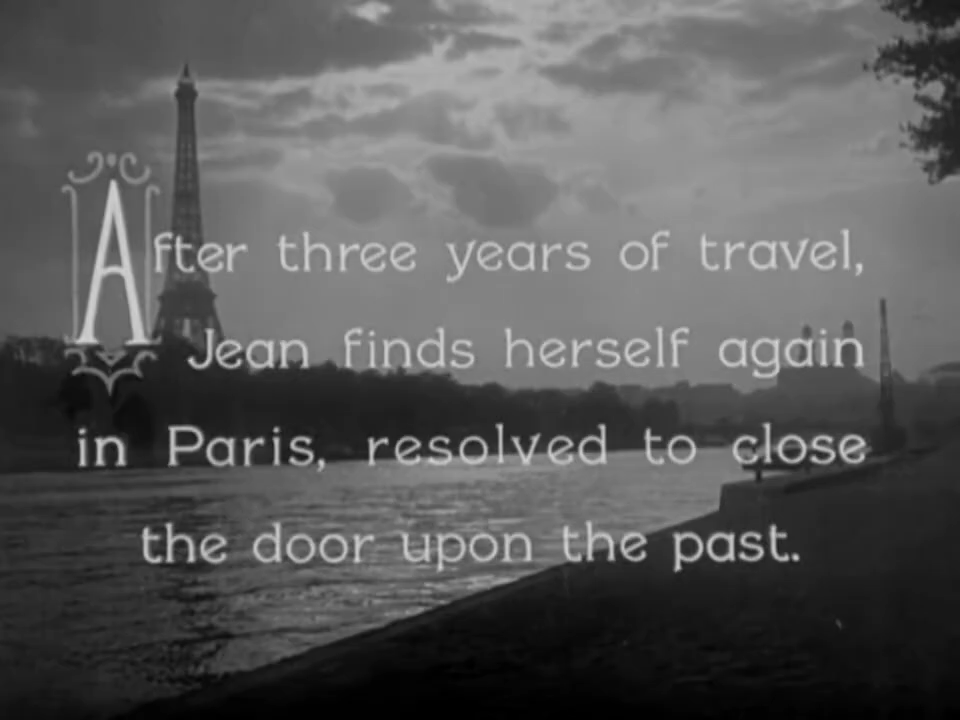 After three years of travel,
Jean finds herself again
in Paris, resolved to close
the door upon the past.